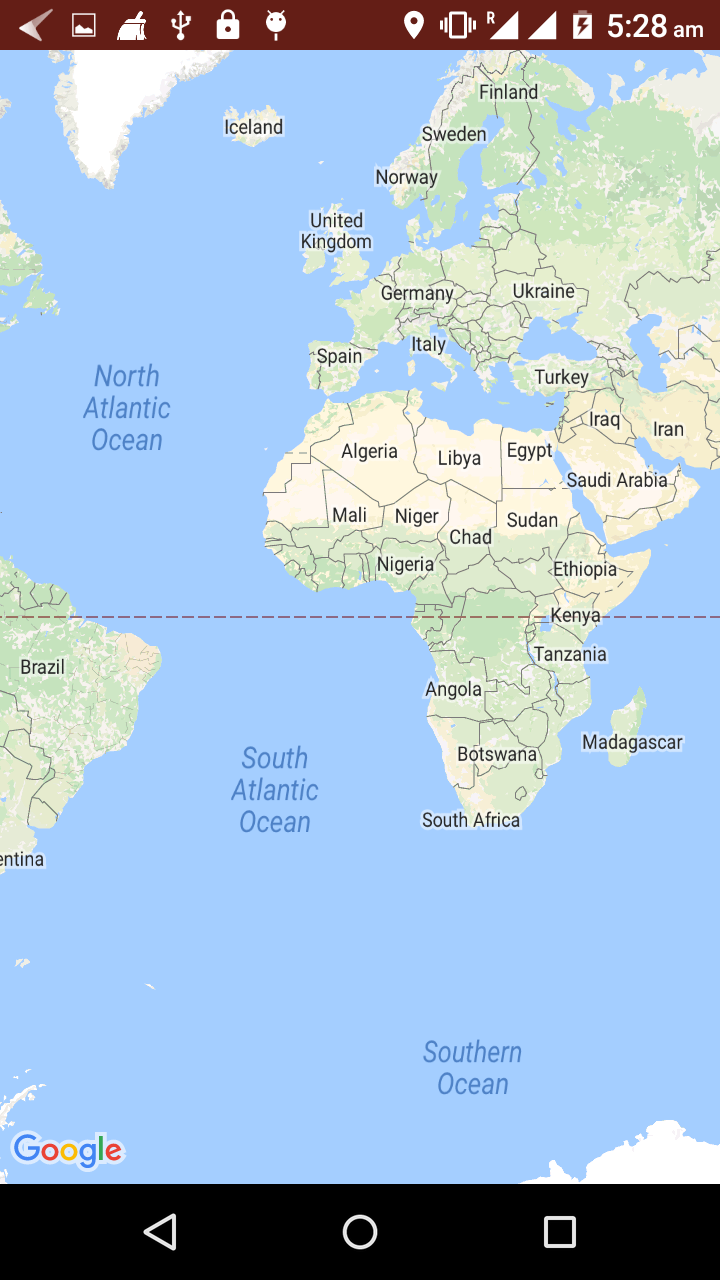 R 5:28 am
Finland
Iceland
Sweden
Norway
United
Kingdom
Germany
Ukraine
Italy
Spain
North
Atlantic
Ocean
Turkey
Iraq
Iran
Algeria
Libya
Egypt
Saudi Arabia
Mali
Niger
Sudan
Chad
Nigeria
Ethiopia
Kenya
Brazil
Tanzania
Angola
Madagascar
Botswana
South
Atlantic
Ocean
South Africa
entina
Southern
Ocean
Google